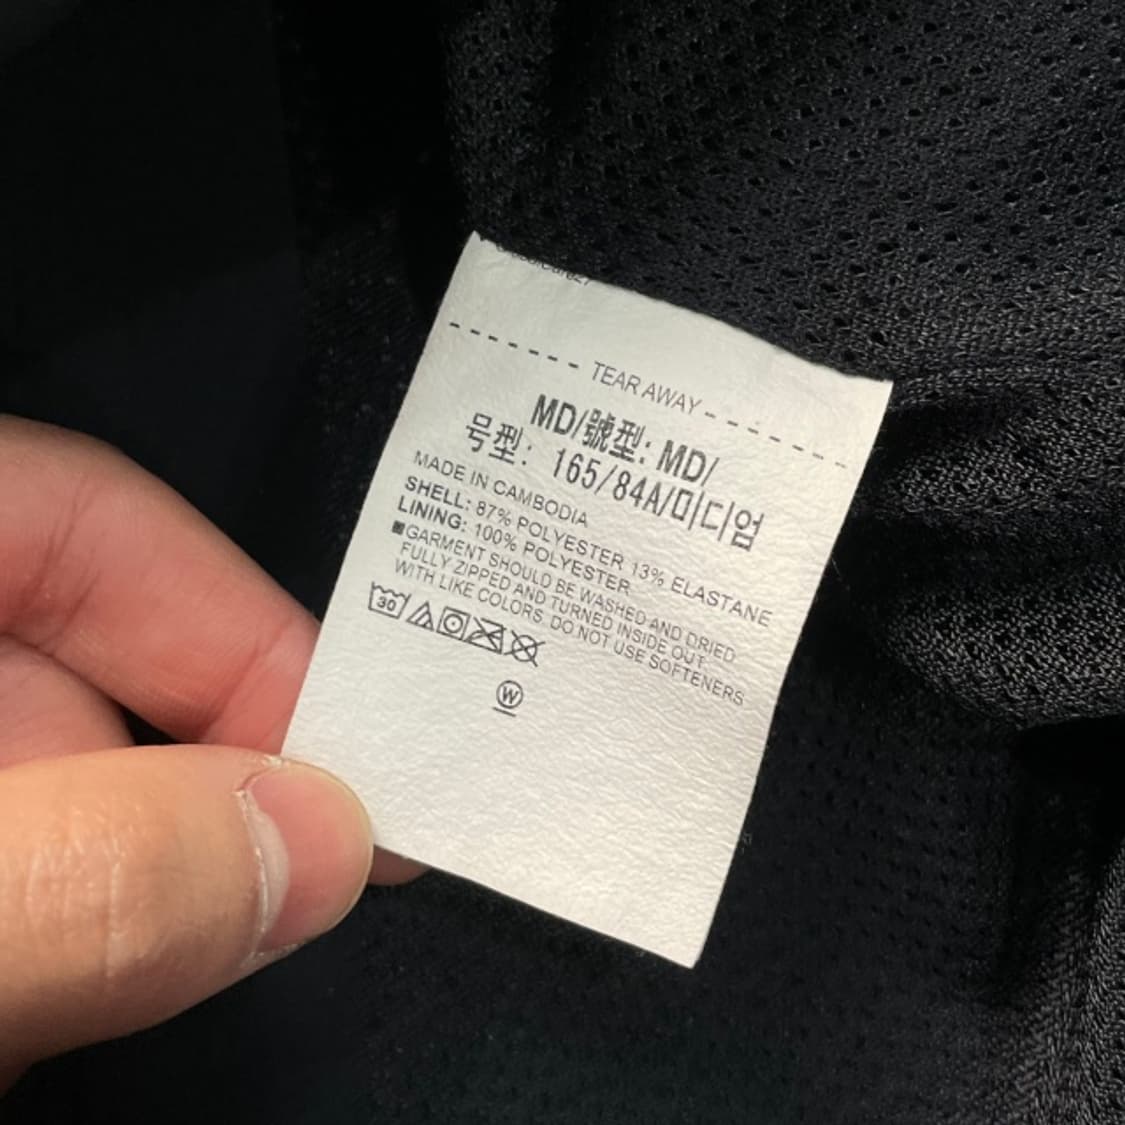 TEAR AWAY
MD/號型: MD/
号型: 165/84A/미디엄
MADE IN CAMBODIA
SHELL: 87% POLYESTER 13% ELASTANE
LINING: 100% POLYESTER
■GARMENT SHOULD BE WASHED AND DRIED
FULLY ZIPPED AND TURNED INSIDE OUT.
WITH LIKE COLORS. DO NOT USE SOFTENERS
30
W